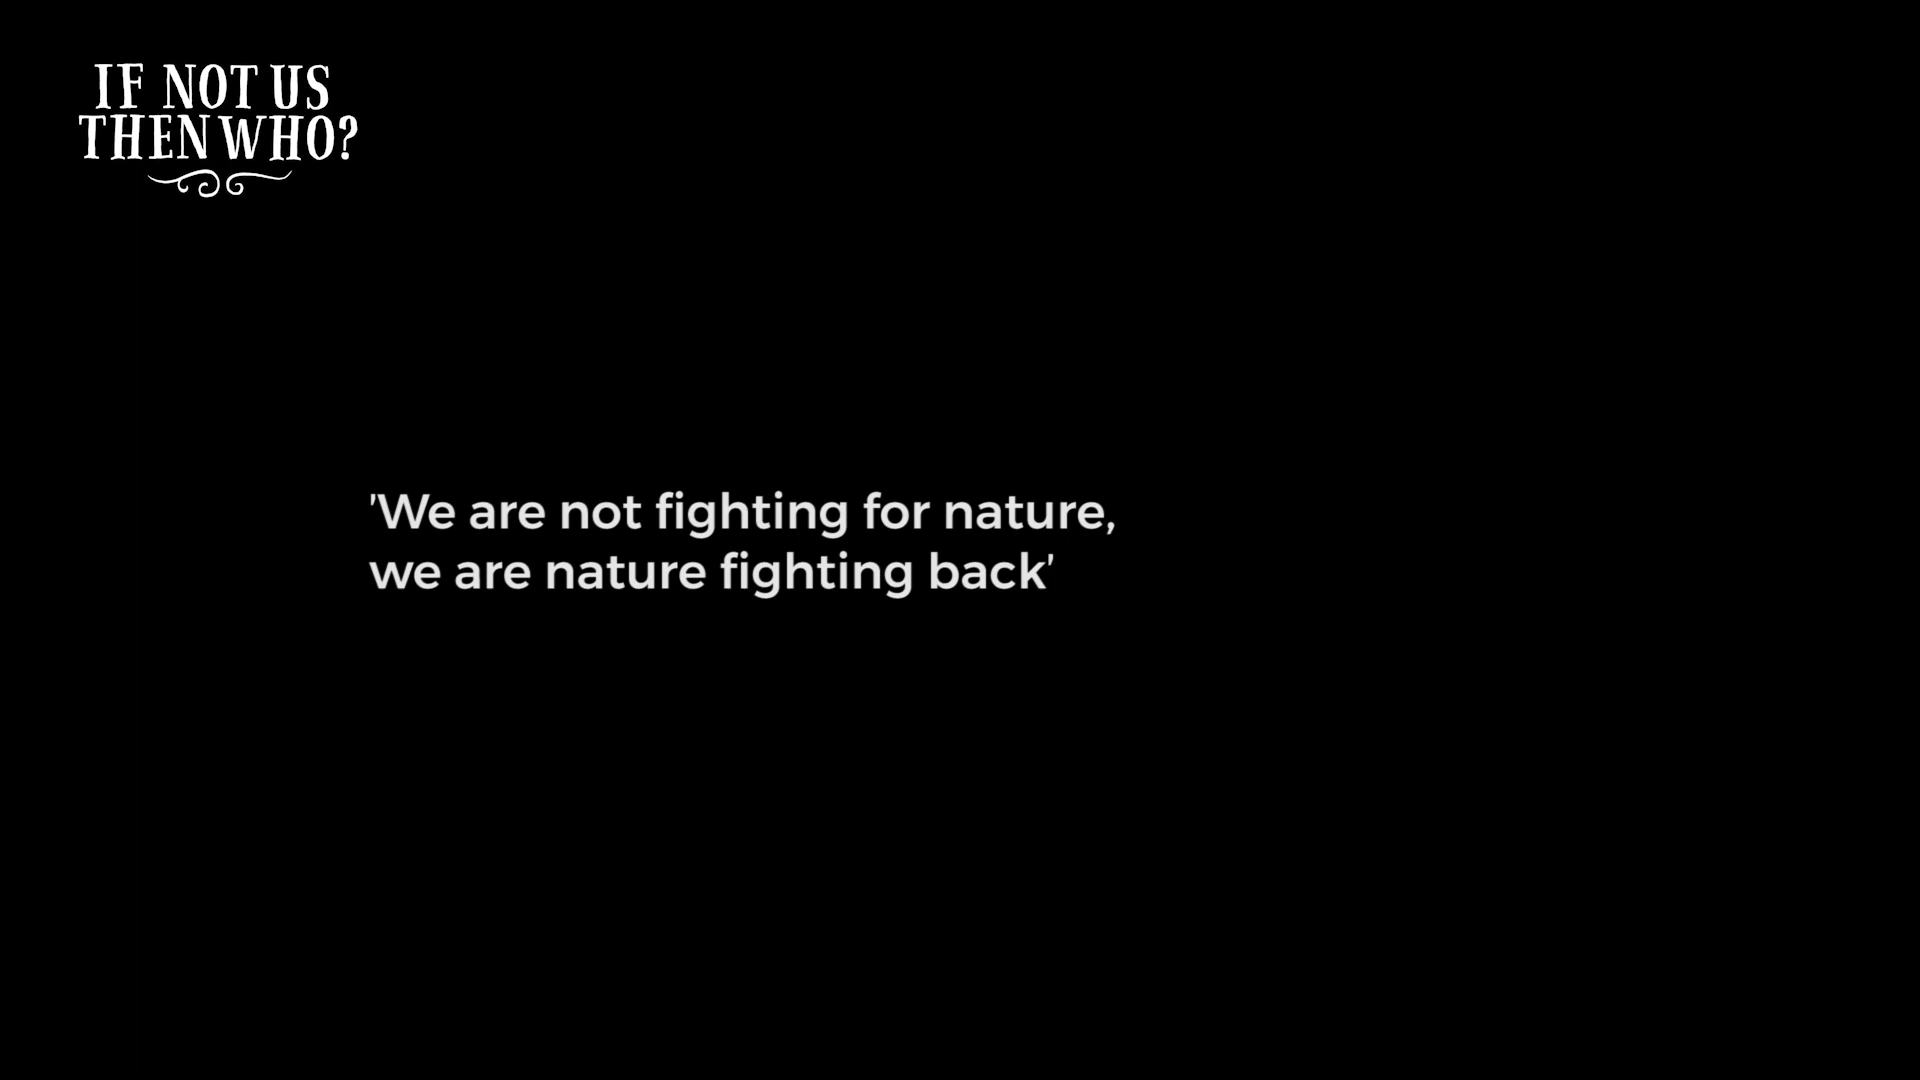 IF NOT US
THEN WHO?
'We are not fighting for nature,
we are nature fighting back'